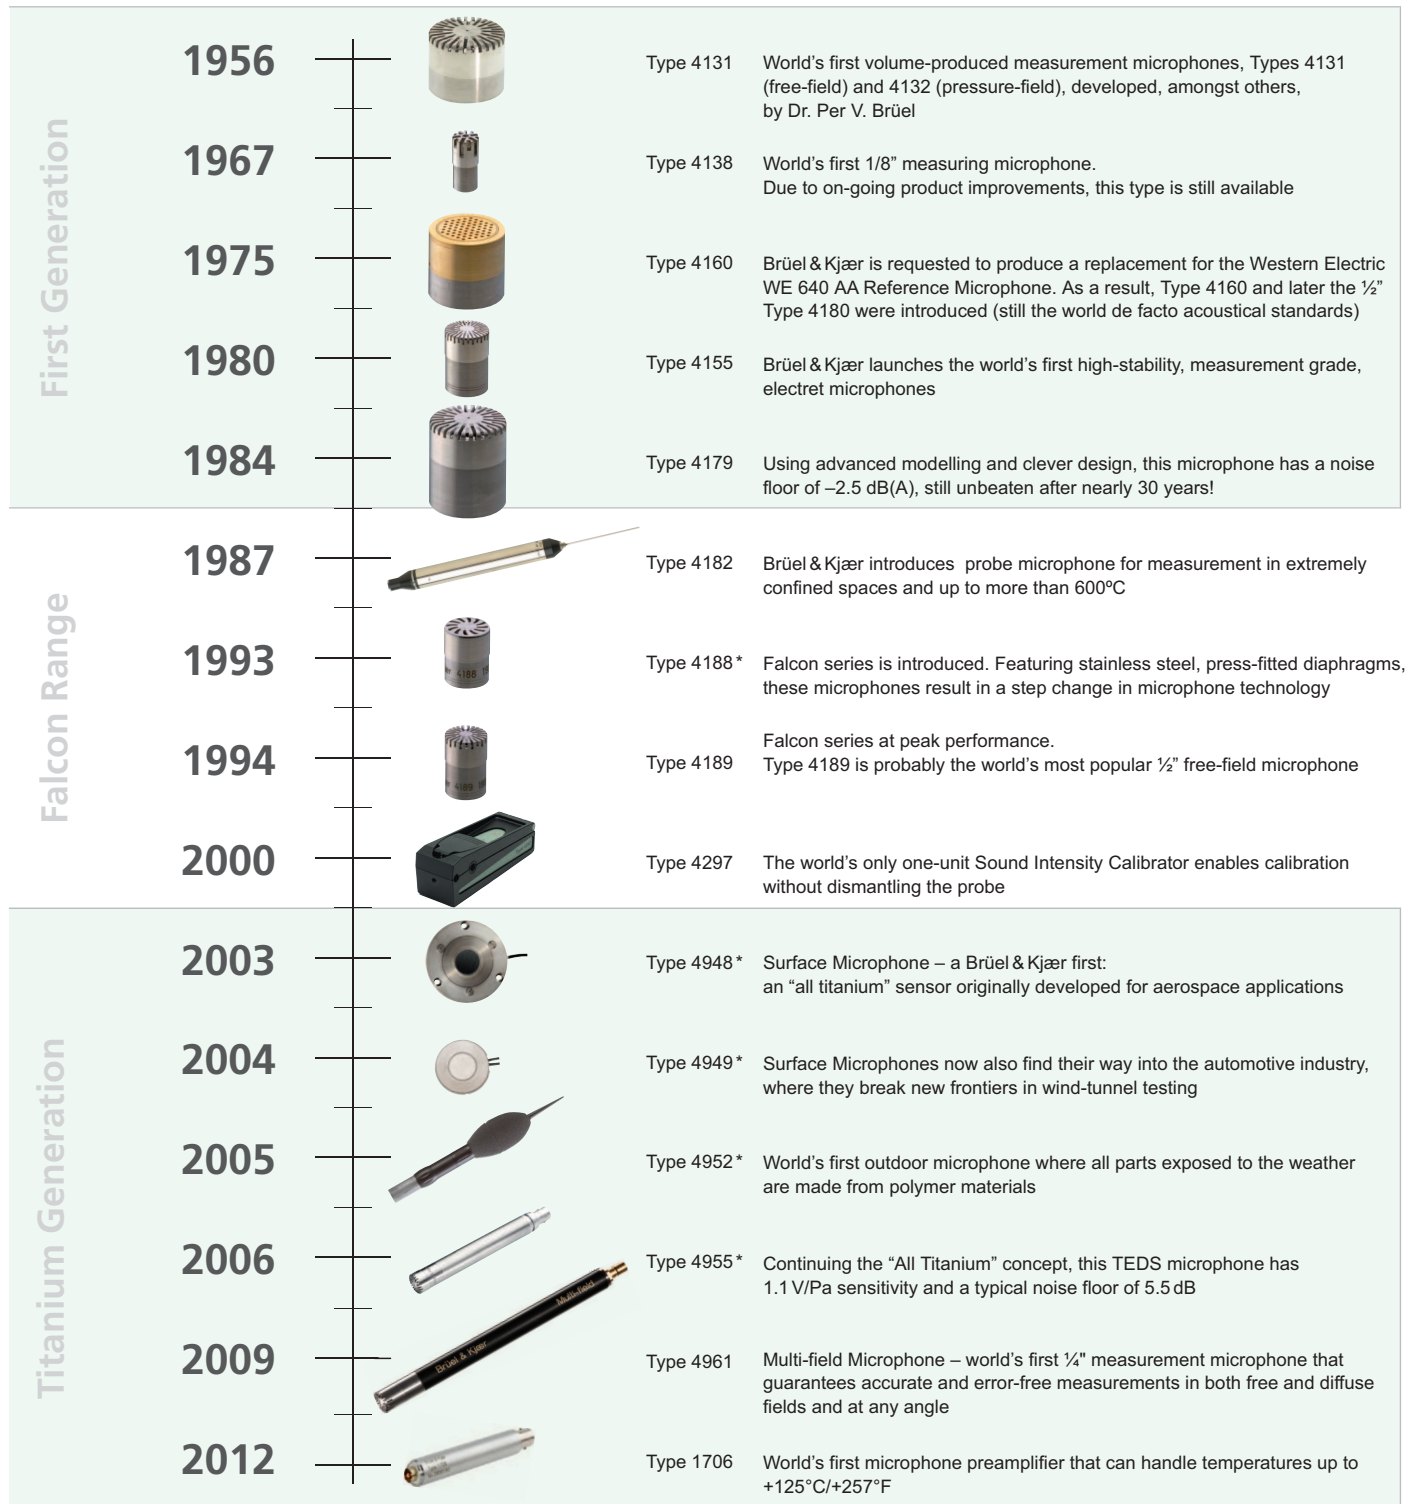 First Generation
1956
Type 4131
World's first volume-produced measurement microphones, Types 4131
(free-field) and 4132 (pressure-field), developed, amongst others,
by Dr. Per V. Brüel
1967
Type 4138
World's first 1/8" measuring microphone.
Due to on-going product improvements, this type is still available
1975
Type 4160
Brüel & Kjær is requested to produce a replacement for the Western Electric
WE 640 AA Reference Microphone. As a result, Type 4160 and later the ½"
Type 4180 were introduced (still the world de facto acoustical standards)
1980
Type 4155
Brüel & Kjær launches the world's first high-stability, measurement grade,
electret microphones
1984
Type 4179
Using advanced modelling and clever design, this microphone has a noise
floor of –2.5 dB(A), still unbeaten after nearly 30 years!
Falcon Range
1987
Type 4182
Brüel & Kjær introduces probe microphone for measurement in extremely
confined spaces and up to more than 600ºC
1993
4188
Type 4188*
Falcon series is introduced. Featuring stainless steel, press-fitted diaphragms,
these microphones result in a step change in microphone technology
1994
4189
Type 4189
Falcon series at peak performance.
Type 4189 is probably the world's most popular ½" free-field microphone
2000
Type 4297
The world's only one-unit Sound Intensity Calibrator enables calibration
without dismantling the probe
Titanium Generation
2003
Type 4948*
Surface Microphone – a Brüel & Kjær first:
an "all titanium" sensor originally developed for aerospace applications
2004
Type 4949*
Surface Microphones now also find their way into the automotive industry,
where they break new frontiers in wind-tunnel testing
2005
Type 4952*
World's first outdoor microphone where all parts exposed to the weather
are made from polymer materials
2006
Type 4955*
Continuing the "All Titanium" concept, this TEDS microphone has
1.1 V/Pa sensitivity and a typical noise floor of 5.5 dB
2009
Brüel & Kjær
Multi-field
Type 4961
Multi-field Microphone – world's first ¼" measurement microphone that
guarantees accurate and error-free measurements in both free and diffuse
fields and at any angle
2012
Type 1706
World's first microphone preamplifier that can handle temperatures up to
+125°C/+257°F